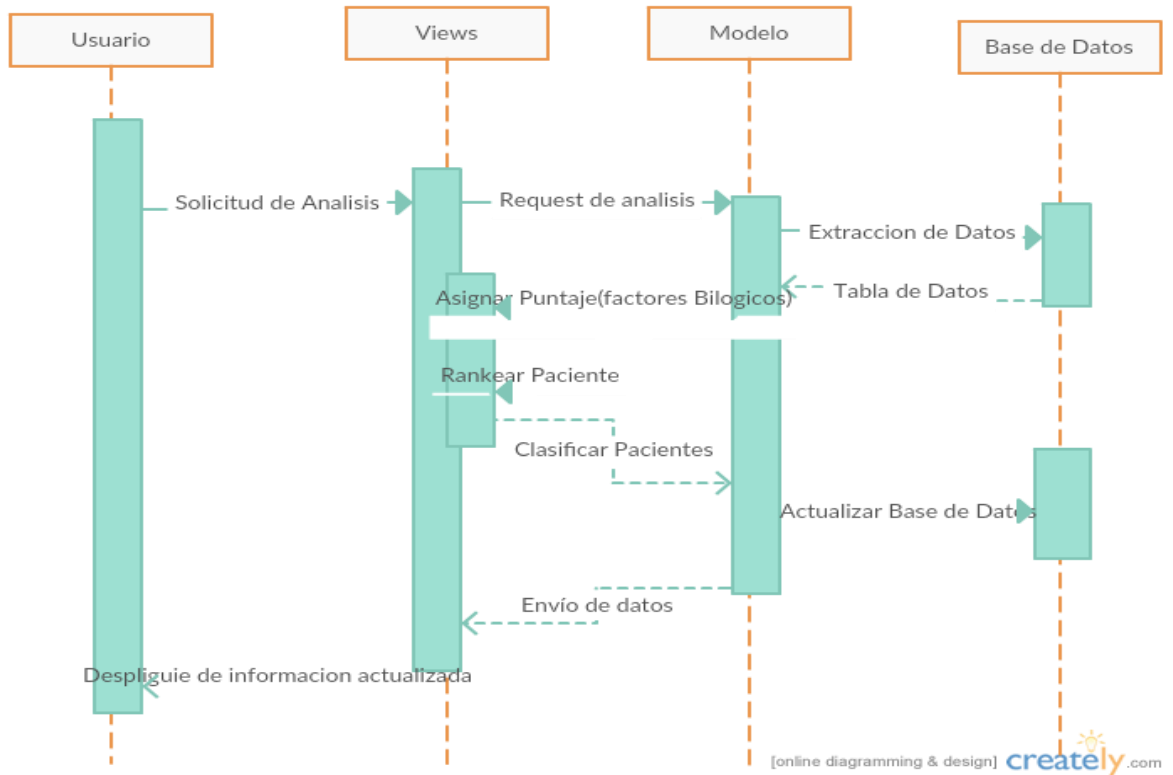 Usuario
Views
Modelo
Base de Datos
Solicitud de Analisis
Request de analisis
Extraccion de Datos
Tabla de Datos
Asignar Puntaje(factores Bilogicos)
Rankear Paciente
Clasificar Pacientes
Actualizar Base de Datos
Envío de datos
Despliguie de informacion actualizada
[online diagramming & design] creately.com